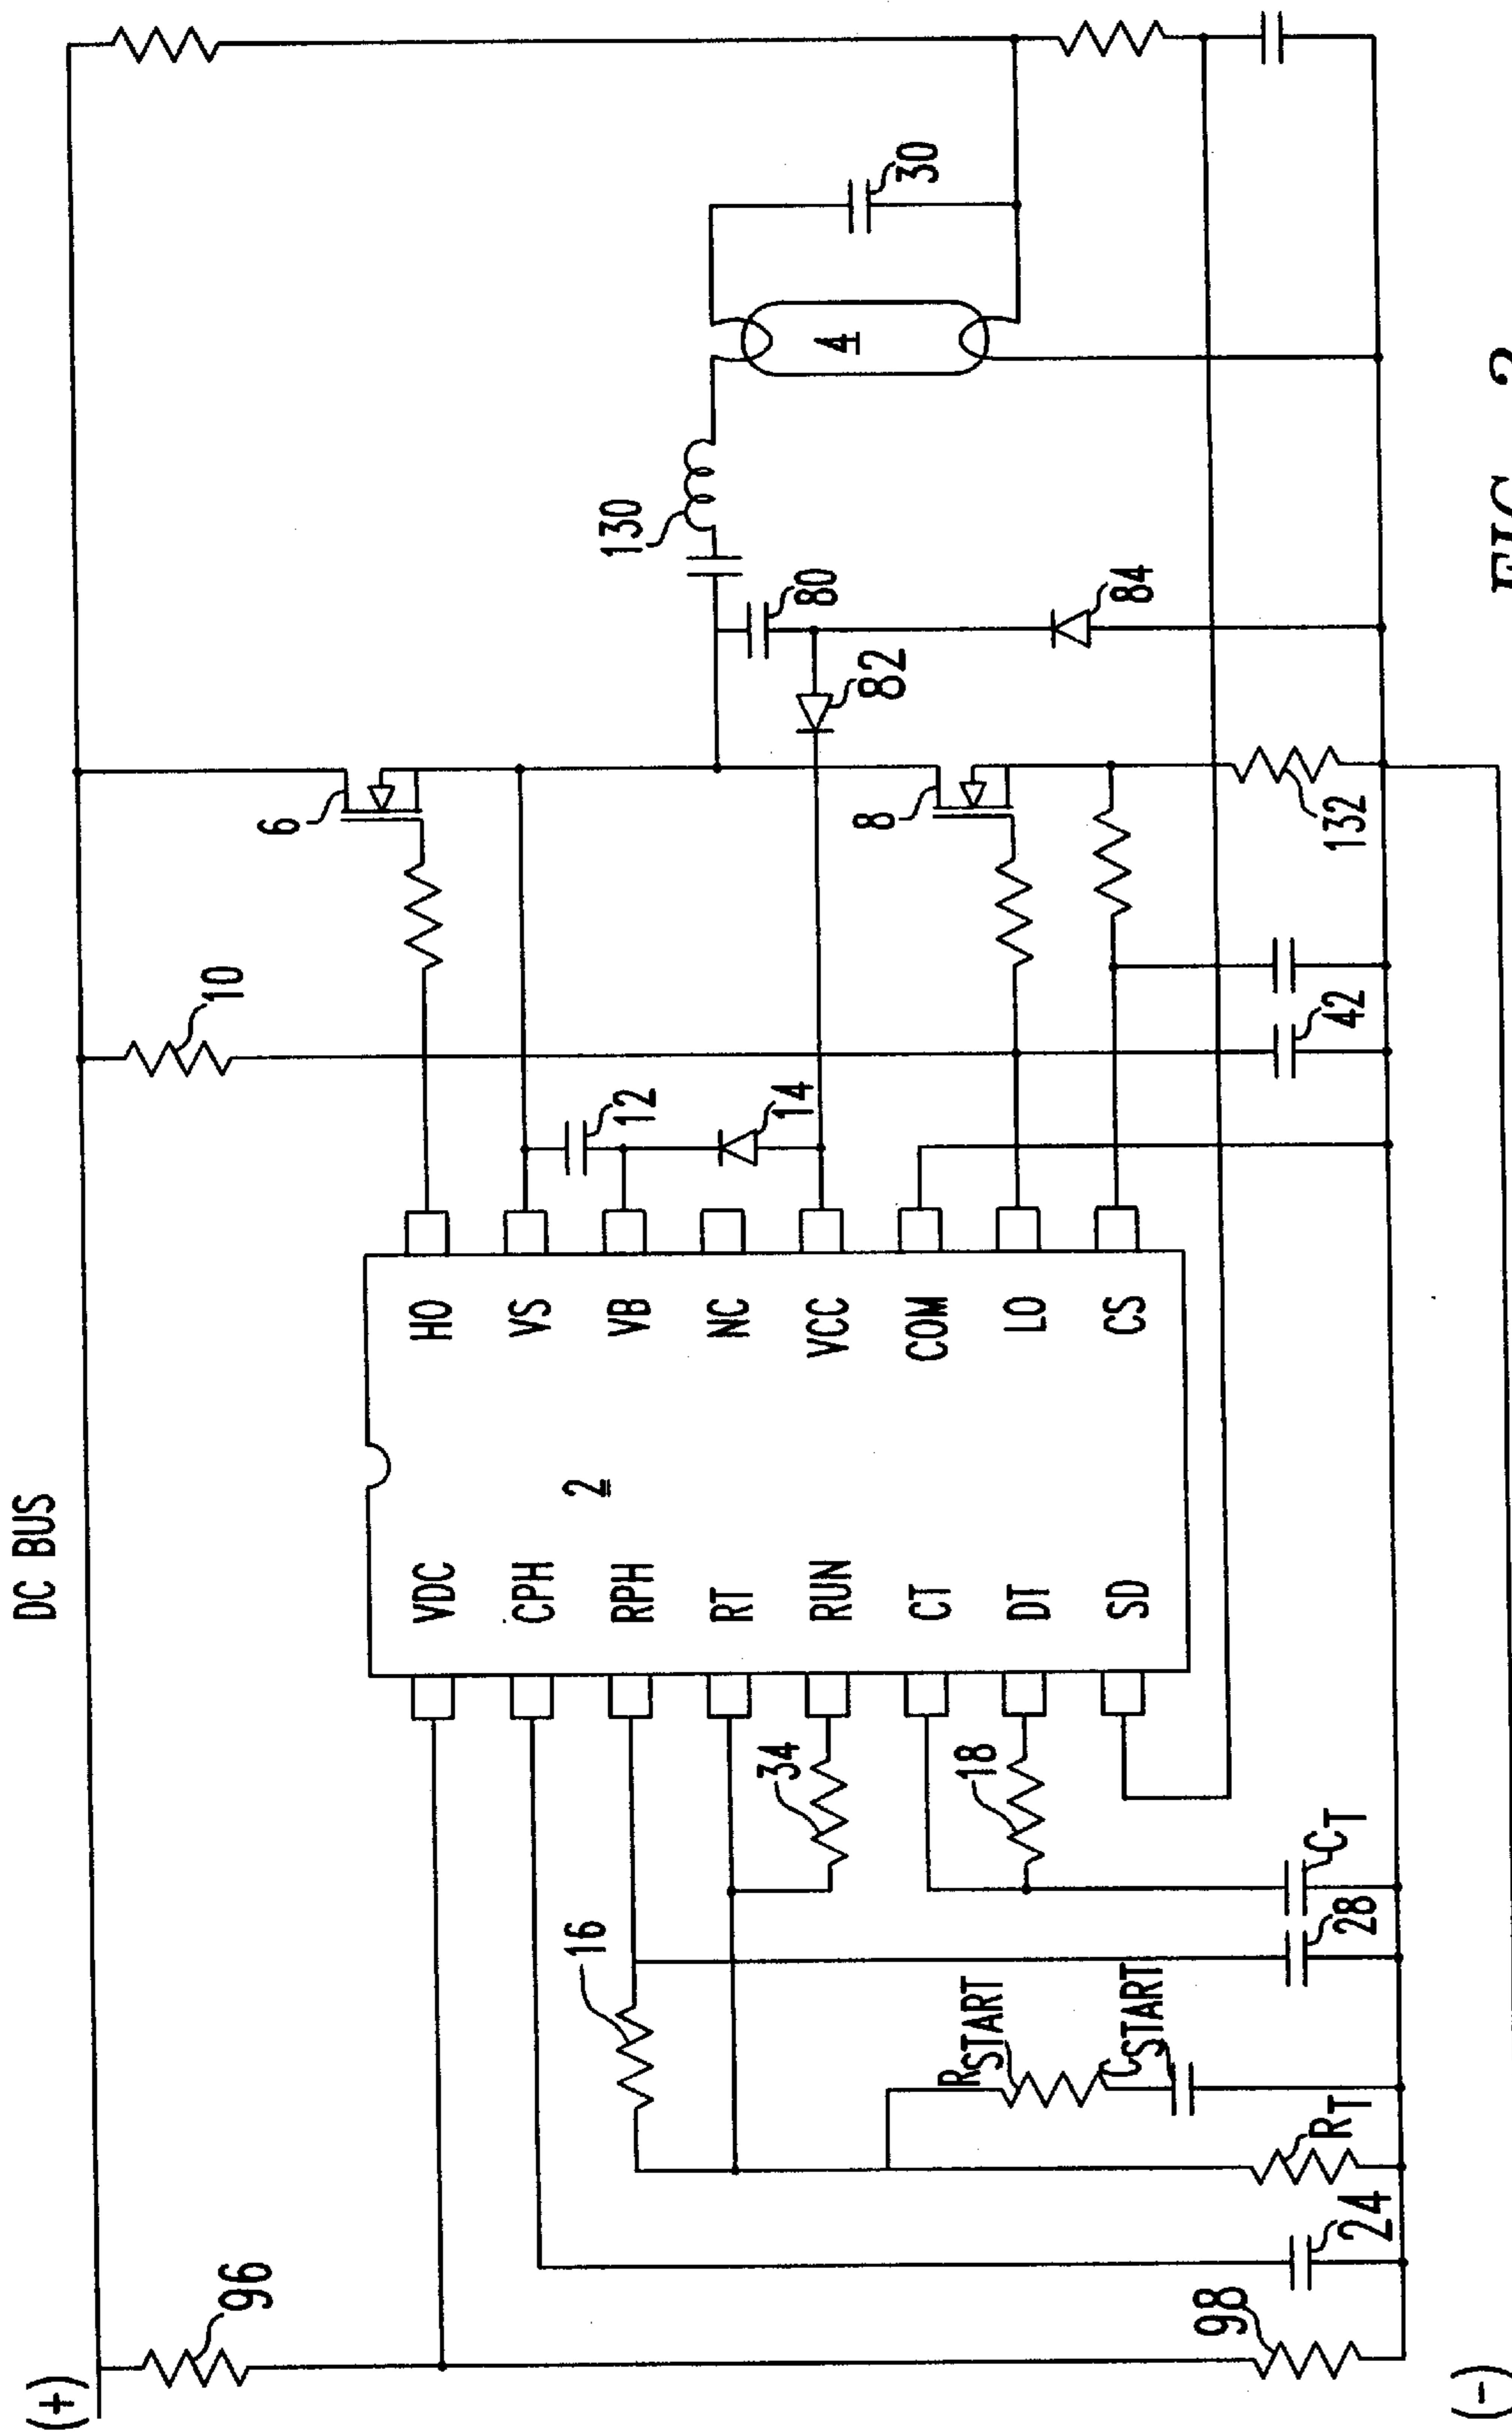 DC BUS
(+)
96
10
6
HO
VS
VB
NC
VCC
COM
LO
CS
VDC
CPH
RPH
RT
RUN
CT
DT
SD
2
12
14
130
80
82
84
4
30
8
16
34
18
RSTART
CSTART
RT
CT
28
24
98
42
132
(-)